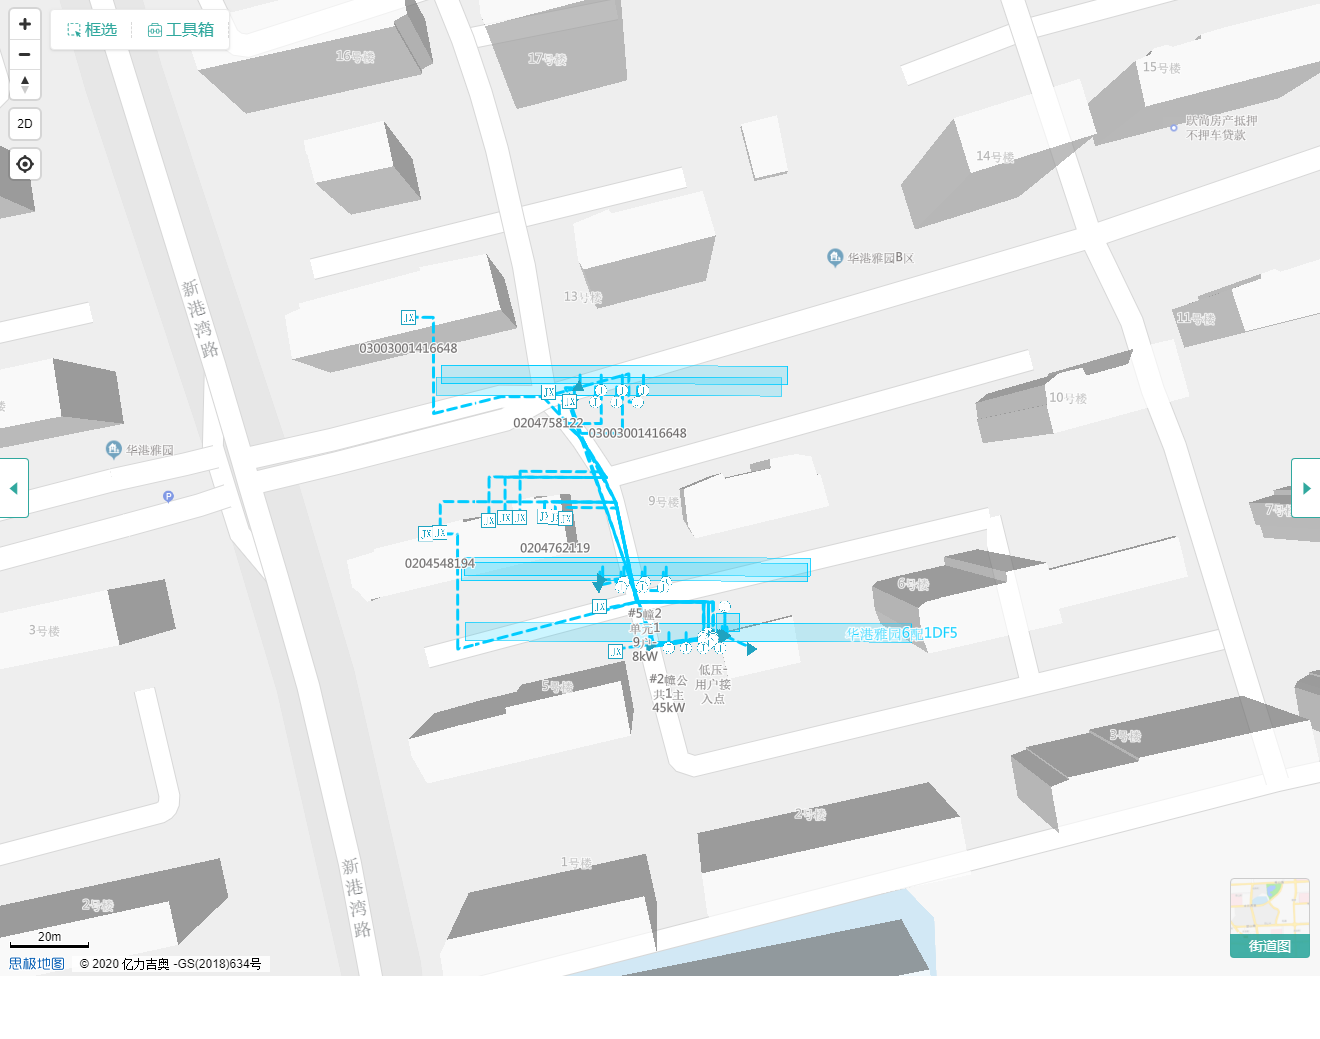 框选
工具箱
2D
16号楼
17号楼
15号楼
跃尚房产抵押
不押车贷款
14号楼
华港雅园B区
13号楼
新港湾路
11号楼
03003001416648
JX
10号楼
0204758122
03003001416648
华港雅园
P
9号楼
7号
0204762119
0204548194
6号楼
#5幢2
单元1
9户
8kW
3号楼
华港雅园6配1DF5
低压-
用户接
入点
#2幢公
共1主
45kW
5号楼
3号楼
2号楼
1号楼
新港湾路
2号楼
20m
思极地图
© 2020 亿力吉奥 -GS(2018)634号
街道图